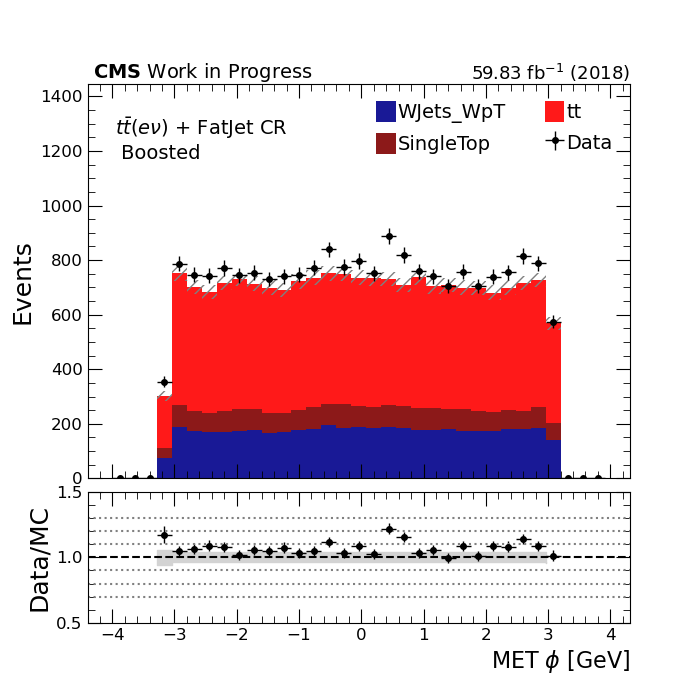 CMS Work in Progress 59.83 fb⁻¹ (2018)
1400
1200
1000
800
600
400
200
0
Events
tt̄(eν) + FatJet CR
Boosted
WJets_WpT
tt
SingleTop
Data
1.5
1.0
0.5
Data/MC
−4 −3 −2 −1 0 1 2 3 4
MET ϕ [GeV]